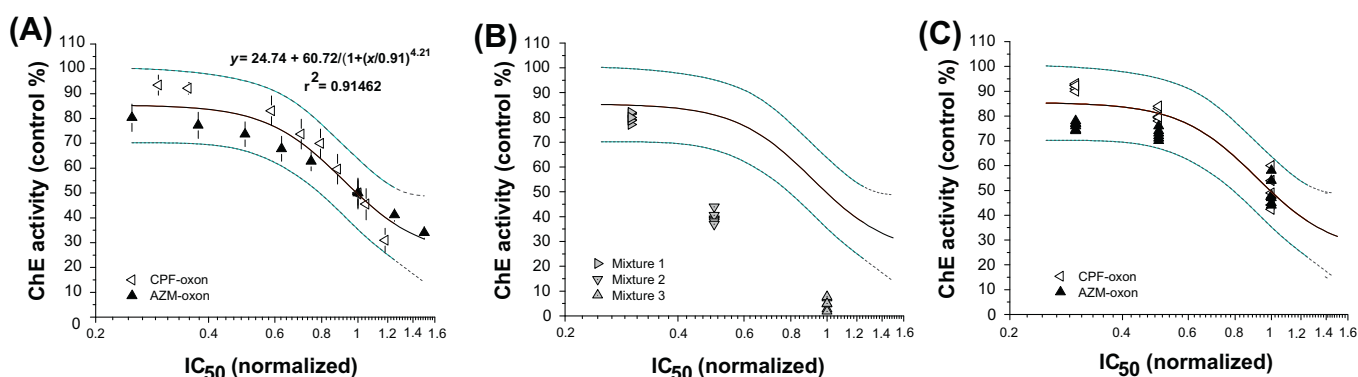 (A)
ChE activity (control %)
110
100
90
80
70
60
50
40
30
20
10
0
y= 24.74 + 60.72/(1+(x/0.91)^4.21
r^2= 0.91462
CPF-oxon
AZM-oxon
0.2 0.4 0.6 0.8 1 1.2 1.4 1.6
IC50 (normalized)
(B)
ChE activity (control %)
110
100
90
80
70
60
50
40
30
20
10
0
Mixture 1
Mixture 2
Mixture 3
0.2 0.4 0.6 0.8 1 1.2 1.4 1.6
IC50 (normalized)
(C)
ChE activity (control %)
110
100
90
80
70
60
50
40
30
20
10
0
CPF-oxon
AZM-oxon
0.2 0.4 0.6 0.8 1 1.2 1.4 1.6
IC50 (normalized)